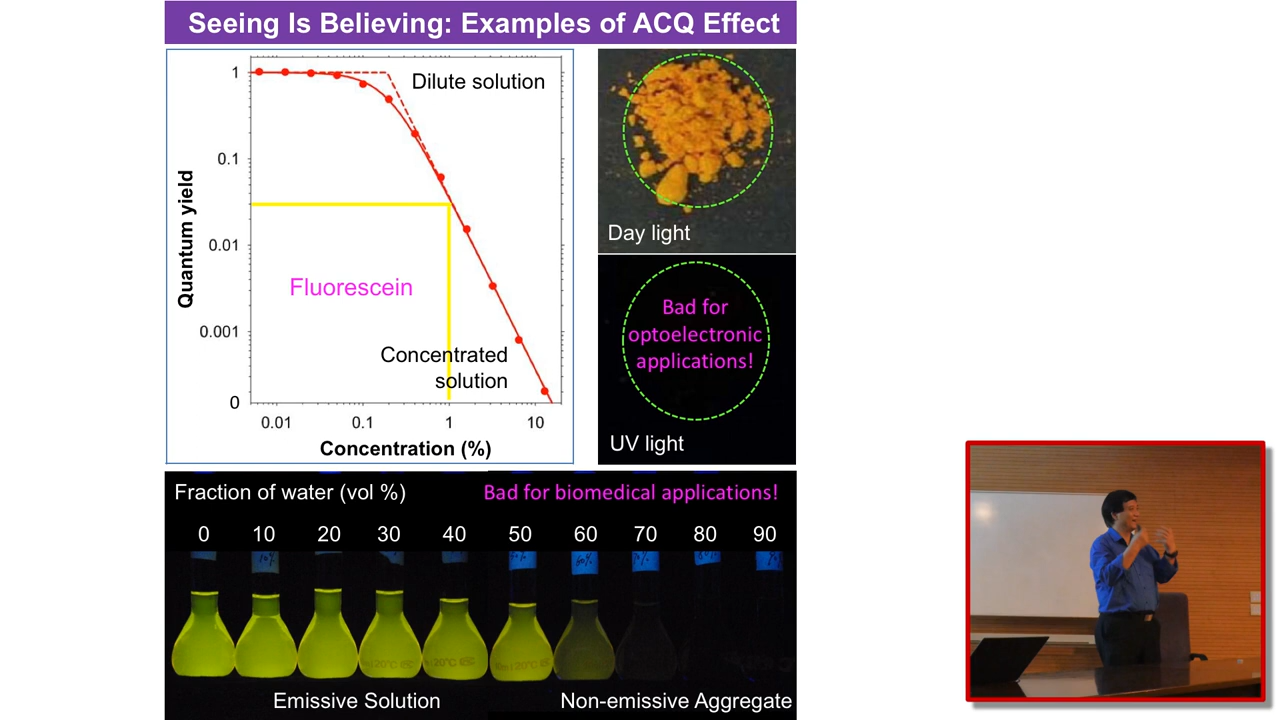 Seeing Is Believing: Examples of ACQ Effect
Quantum yield
1
0.1
0.01
0.001
0
Dilute solution
Fluorescein
Concentrated
solution
0.01 0.1 1 10
Concentration (%)
Day light
Bad for
optoelectronic
applications!
UV light
Fraction of water (vol %) Bad for biomedical applications!
0 10 20 30 40 50 60 70 80 90
Emissive Solution Non-emissive Aggregate